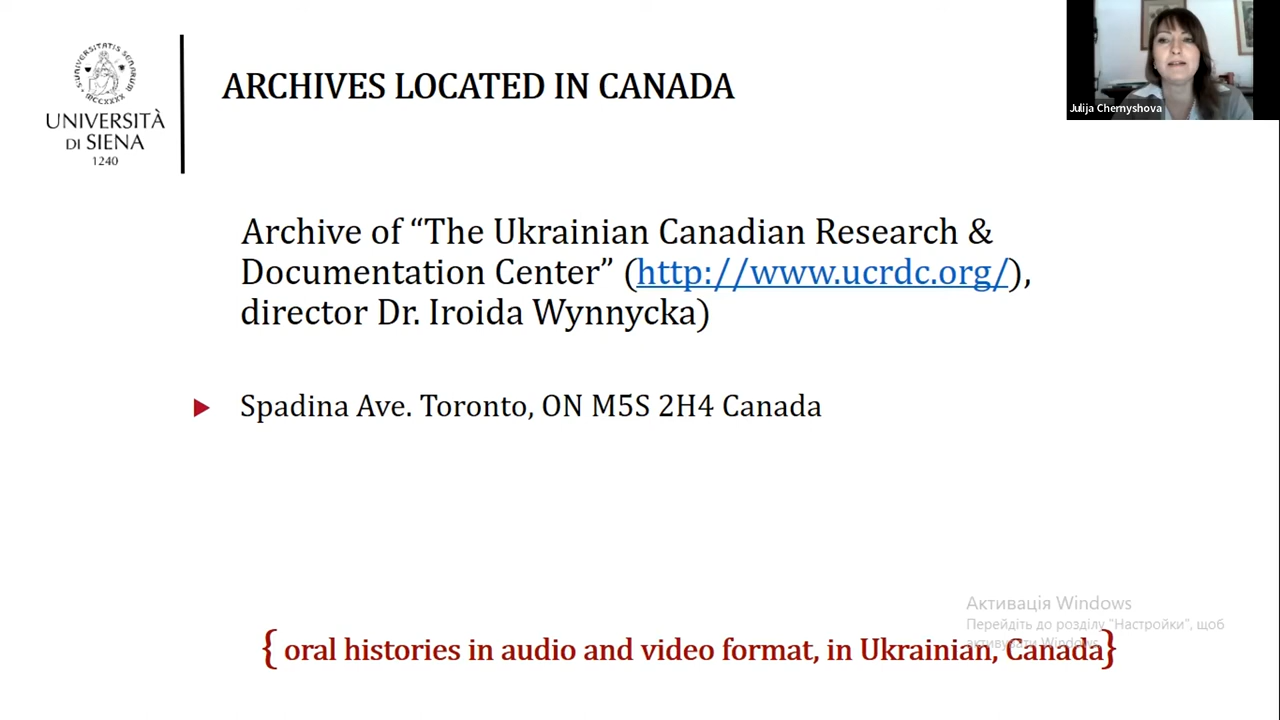 UNIVERSITÀ
DI SIENA
1240
ARCHIVES LOCATED IN CANADA
Julija Chernyshova
Archive of “The Ukrainian Canadian Research &
Documentation Center” (http://www.ucrdc.org/),
director Dr. Iroida Wynnycka)
Spadina Ave. Toronto, ON M5S 2H4 Canada
Активація Windows
Перейдіть до розділу "Настройки", щоб
активувати Windows.
{ oral histories in audio and video format, in Ukrainian, Canada}